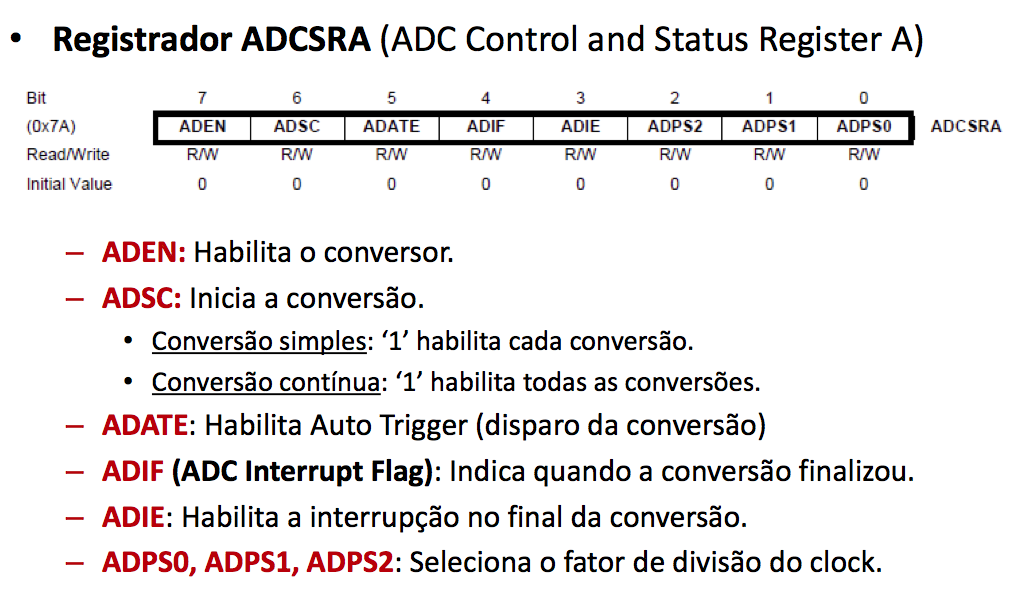 • Registrador ADCSRA (ADC Control and Status Register A)
Bit 7 6 5 4 3 2 1 0
(0x7A) ADEN ADSC ADATE ADIF ADIE ADPS2 ADPS1 ADPS0 ADCSRA
Read/Write R/W R/W R/W R/W R/W R/W R/W R/W
Initial Value 0 0 0 0 0 0 0 0
– ADEN: Habilita o conversor.
– ADSC: Inicia a conversão.
• Conversão simples: ‘1’ habilita cada conversão.
• Conversão contínua: ‘1’ habilita todas as conversões.
– ADATE: Habilita Auto Trigger (disparo da conversão)
– ADIF (ADC Interrupt Flag): Indica quando a conversão finalizou.
– ADIE: Habilita a interrupção no final da conversão.
– ADPS0, ADPS1, ADPS2: Seleciona o fator de divisão do clock.